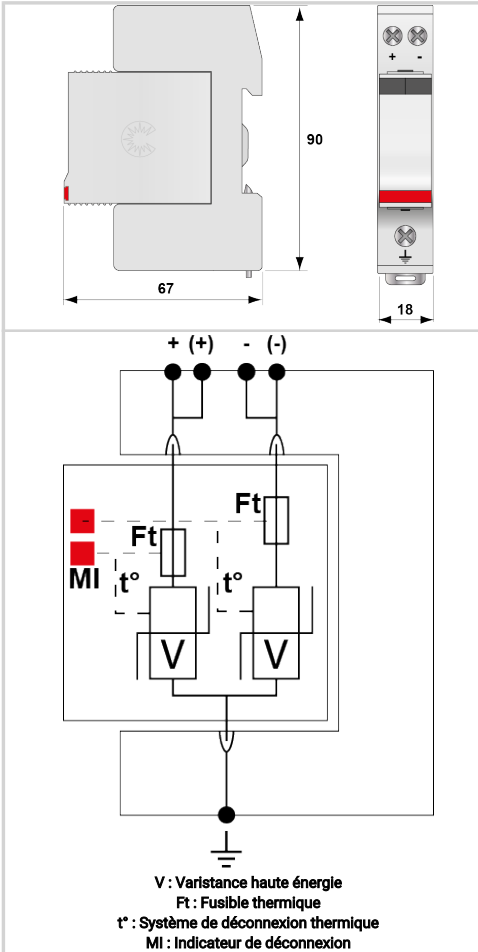 + -
90
67
18
+ (+) - (-)
Ft
Ft
MI
t°
t°
V
V
V : Varistance haute énergie
Ft : Fusible thermique
t° : Système de déconnexion thermique
MI : Indicateur de déconnexion